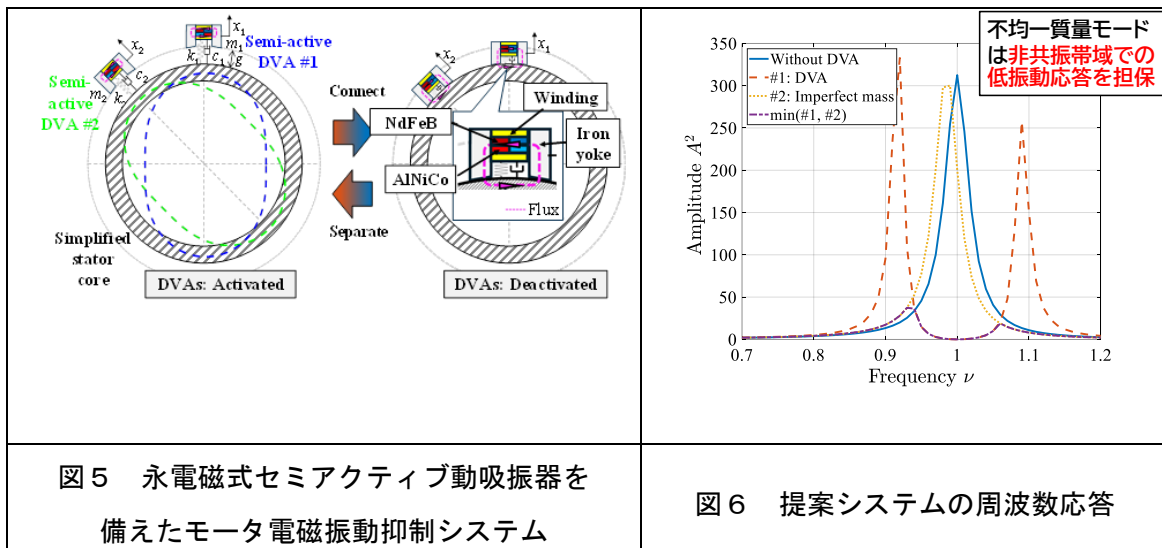 x₁
x₂
m₁
k₁
c₁
g
Semi-active
DVA #1
c₂
m₂
Semi-
active
DVA #2
Simplified
stator
core
DVAs: Activated
Connect
Separate
x₁
x₂
Winding
NdFeB
Iron
yoke
AlNiCo
Flux
DVAs: Deactivated
不均一質量モード
は非共振帯域での
低振動応答を担保
Without DVA
#1: DVA
#2: Imperfect mass
min(#1, #2)
350
300
250
200
150
100
50
0
Amplitude A²
0.7 0.8 0.9 1 1.1 1.2
Frequency ν
図5 永電磁式セミアクティブ動吸振器を
備えたモータ電磁振動抑制システム
図6 提案システムの周波数応答